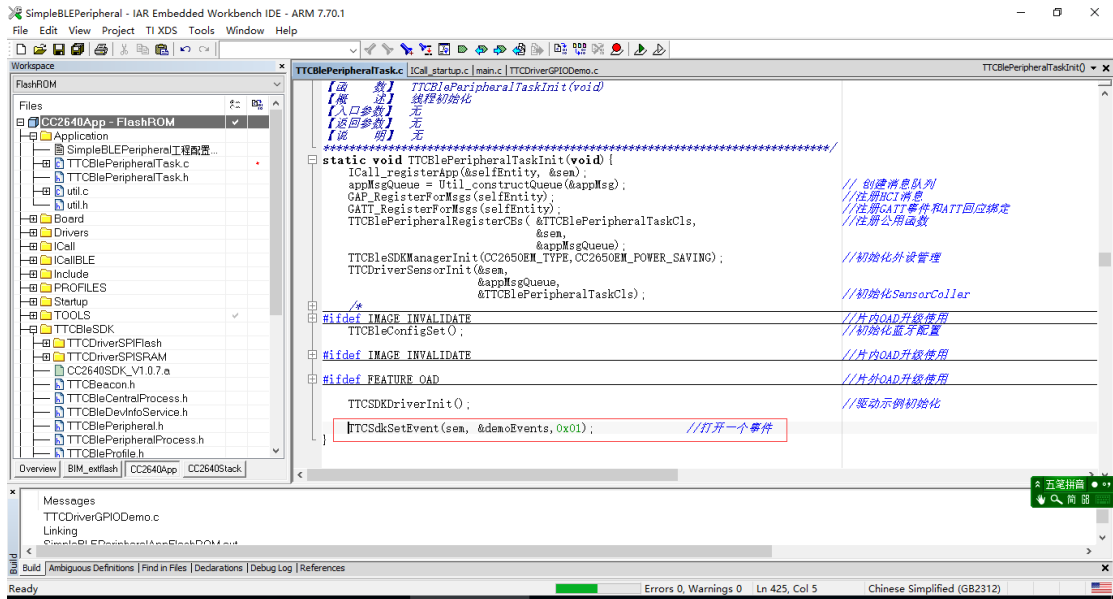 SimpleBLEPeripheral - IAR Embedded Workbench IDE - ARM 7.70.1
File Edit View Project TI XDS Tools Window Help
Workspace
FlashROM
Files
CC2640App - FlashROM
Application
SimpleBLEPeripheral工程配置...
TTCBlePeripheralTask.c
TTCBlePeripheralTask.h
util.c
util.h
Board
Drivers
ICall
ICallBLE
Include
PROFILES
Startup
TOOLS
TTCBleSDK
TTCDriverSPIFlash
TTCDriverSPISRAM
CC2640SDK_V1.0.7.a
TTCBeacon.h
TTCBleCentralProcess.h
TTCBleDevInfoService.h
TTCBlePeripheral.h
TTCBlePeripheralProcess.h
TTCBleProfile.h
Overview BIM_extflash CC2640App CC2640Stack
TTCBlePeripheralTask.c ICall_startup.c main.c TTCDriverGPIODemo.c
TTCBlePeripheralTaskInit()
【函 数】 TTCBlePeripheralTaskInit(void)
【概 述】 线程初始化
【入口参数】 无
【返回参数】 无
【说 明】 无
******************************************************************************/
static void TTCBlePeripheralTaskInit(void){
ICall_registerApp(&selfEntity, &sem);
appMsgQueue = Util_constructQueue(&appMsg); // 创建消息队列
GAP_RegisterForMsgs(selfEntity); //注册HCI消息
GATT_RegisterForMsgs(selfEntity); //注册GATT事件和ATT回应绑定
TTCBlePeripheralRegisterCBs( &TTCBlePeripheralTaskCls, //注册公用函数
&sem,
&appMsgQueue);
TTCBleSDKManagerInit(CC2650EM_TYPE,CC2650EM_POWER_SAVING); //初始化外设管理
TTCDriverSensorInit(&sem,
&appMsgQueue,
&TTCBlePeripheralTaskCls); //初始化SensorColler
/*
#ifdef IMAGE_INVALIDATE //片内OAD升级使用
TTCBleConfigSet(); //初始化蓝牙配置
#ifdef IMAGE_INVALIDATE //片内OAD升级使用
#ifdef FEATURE_OAD //片外OAD升级使用
TTCSDKDriverInit(); //驱动示例初始化
TTCSdkSetEvent(sem, &demoEvents,0x01); //打开一个事件
}
五笔拼音
简
Messages
TTCDriverGPIODemo.c
Linking
SimpleBLEPeripheralAppFlashROM.out
Build
Build Ambiguous Definitions Find in Files Declarations Debug Log References
Ready Errors 0, Warnings 0 Ln 425, Col 5 Chinese Simplified (GB2312)